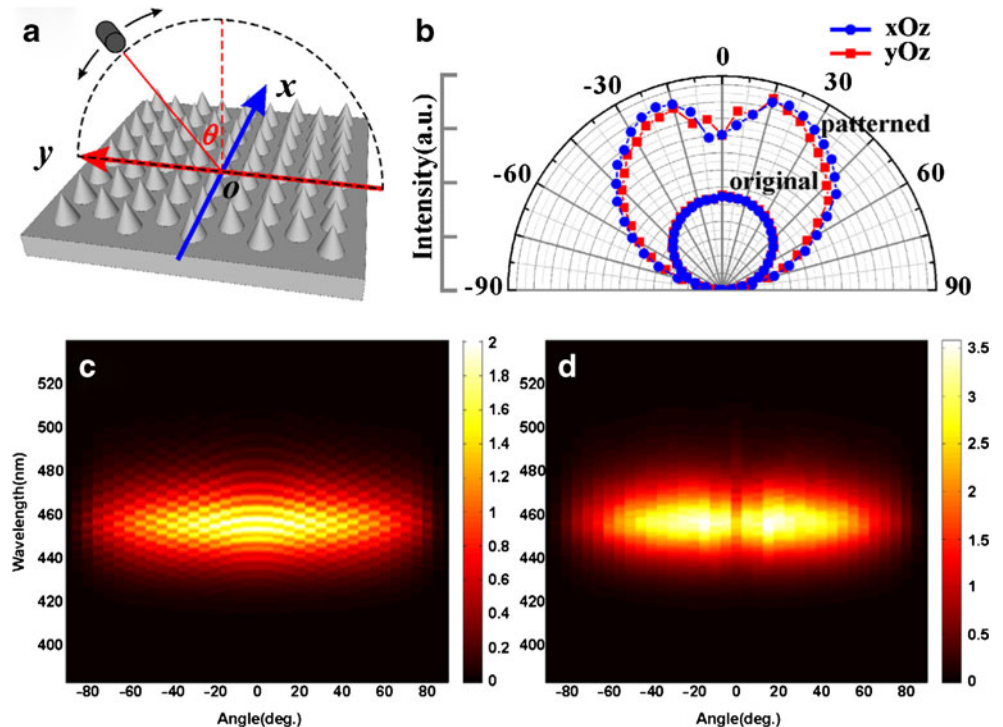 a
x
y
θ
o
b
xOz
yOz
Intensity(a.u.)
0
-30
30
patterned
-60
original
60
-90
90
c
520
500
480
460
440
420
400
Wavelength(nm)
-80 -60 -40 -20 0 20 40 60 80
Angle(deg.)
2
1.8
1.6
1.4
1.2
1
0.8
0.6
0.4
0.2
0
d
520
500
480
460
440
420
400
-80 -60 -40 -20 0 20 40 60 80
Angle(deg.)
3.5
3
2.5
2
1.5
1
0.5
0